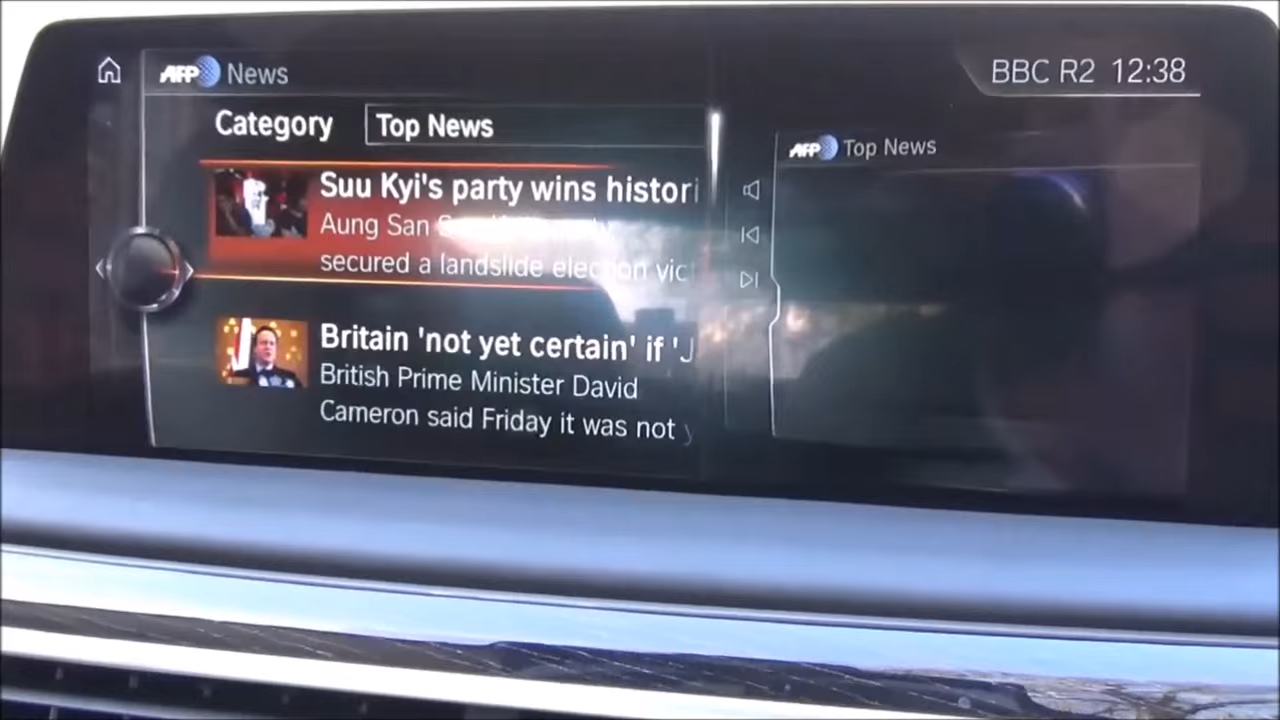 AFP News
BBC R2 12:38
Category Top News
Suu Kyi's party wins histori
Aung San
secured a landslide election vic
Britain 'not yet certain' if 'J
British Prime Minister David
Cameron said Friday it was not y
AFP Top News